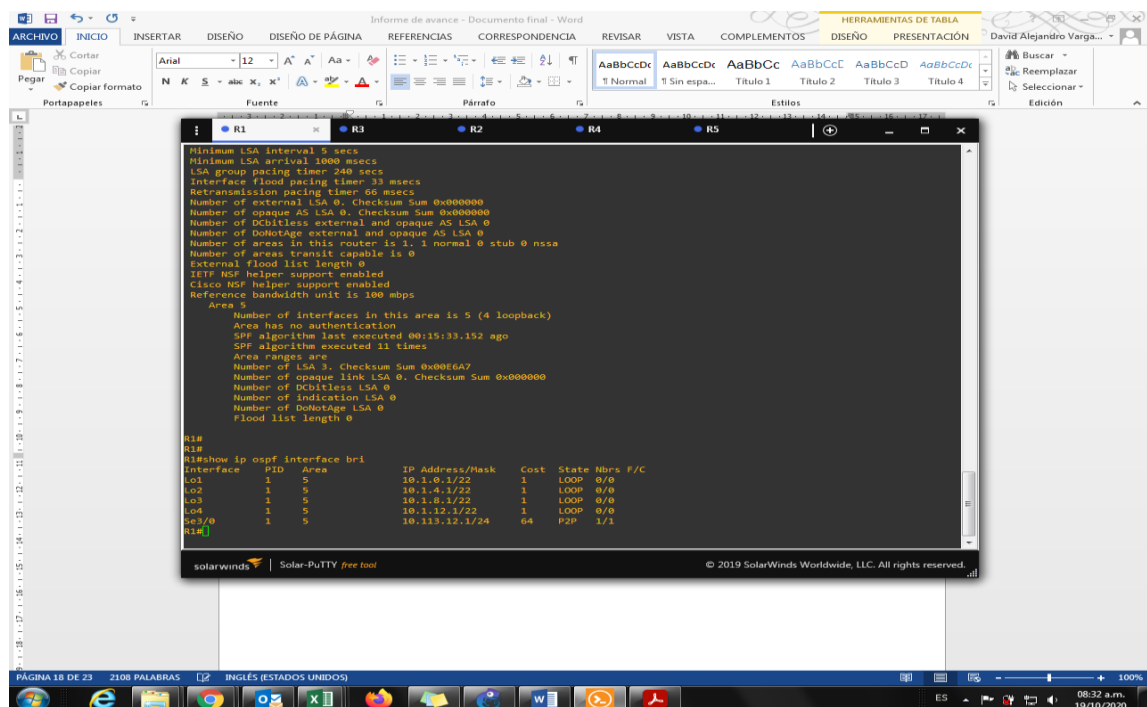 Informe de avance - Documento final - Word
HERRAMIENTAS DE TABLA
ARCHIVO INICIO INSERTAR DISEÑO DISEÑO DE PÁGINA REFERENCIAS CORRESPONDENCIA REVISAR VISTA COMPLEMENTOS DISEÑO PRESENTACIÓN David Alejandro Varga...
Pegar
Cortar
Copiar
Copiar formato
Portapapeles
Arial 12
N K S abc X₂ X²
Fuente
Párrafo
AaBbCcDc AaBbCcDc AaBbCc AaBbCcC AaBbCcD AaBbCcDc
¶ Normal ¶ Sin espa... Título 1 Título 2 Título 3 Título 4
Estilos
Buscar
Reemplazar
Seleccionar
Edición
R1 R3 R2 R4 R5
Minimum LSA interval 5 secs
Minimum LSA arrival 1000 msecs
LSA group pacing timer 240 secs
Interface flood pacing timer 33 msecs
Retransmission pacing timer 66 msecs
Number of external LSA 0. Checksum Sum 0x000000
Number of opaque AS LSA 0. Checksum Sum 0x000000
Number of DCbitless external and opaque AS LSA 0
Number of DoNotAge external and opaque AS LSA 0
Number of areas in this router is 1. 1 normal 0 stub 0 nssa
Number of areas transit capable is 0
External flood list length 0
IETF NSF helper support enabled
Cisco NSF helper support enabled
Reference bandwidth unit is 100 mbps
Area 5
Number of interfaces in this area is 5 (4 loopback)
Area has no authentication
SPF algorithm last executed 00:15:33.152 ago
SPF algorithm executed 11 times
Area ranges are
Number of LSA 3. Checksum Sum 0x00E6A7
Number of opaque link LSA 0. Checksum Sum 0x000000
Number of DCbitless LSA 0
Number of indication LSA 0
Number of DoNotAge LSA 0
Flood list length 0
R1#
R1#
R1#show ip ospf interface bri
Interface PID Area IP Address/Mask Cost State Nbrs F/C
Lo1 1 5 10.1.0.1/22 1 LOOP 0/0
Lo2 1 5 10.1.4.1/22 1 LOOP 0/0
Lo3 1 5 10.1.8.1/22 1 LOOP 0/0
Lo4 1 5 10.1.12.1/22 1 LOOP 0/0
Se3/0 1 5 10.113.12.1/24 64 P2P 1/1
R1#
solarwinds Solar-PuTTY free tool © 2019 SolarWinds Worldwide, LLC. All rights reserved.
PÁGINA 18 DE 23 2108 PALABRAS INGLÉS (ESTADOS UNIDOS) 100%
ES 08:32 a.m.
19/10/2020